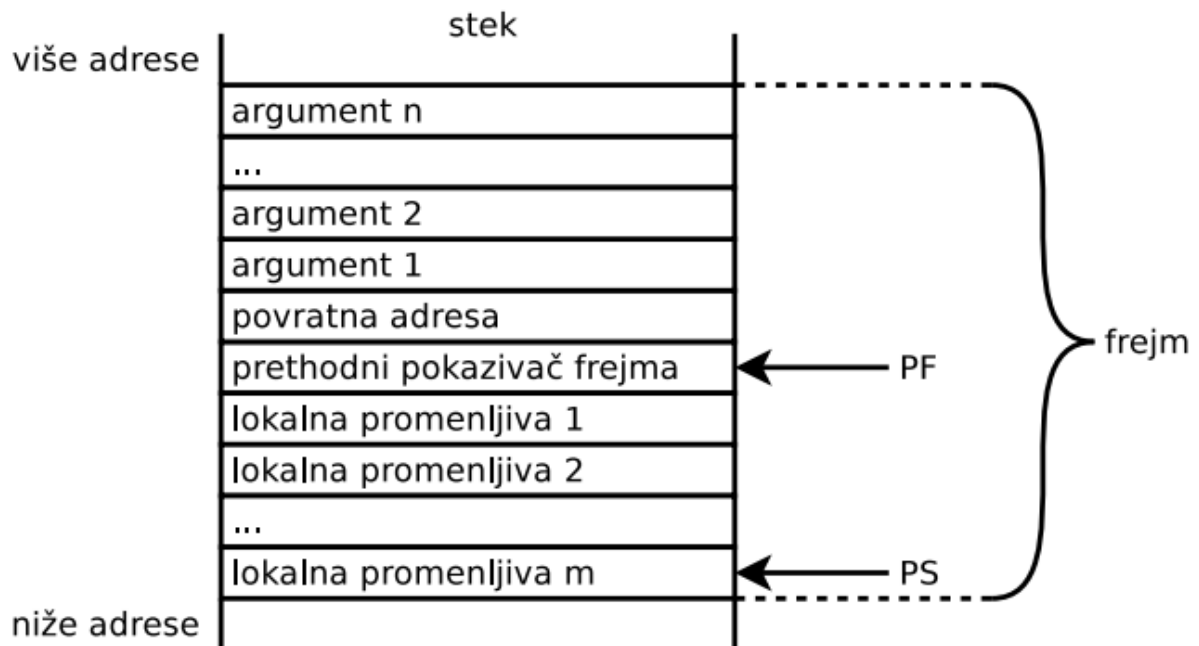 stek
više adrese
argument n
...
argument 2
argument 1
povratna adresa
prethodni pokazivač frejma
PF
frejm
lokalna promenljiva 1
lokalna promenljiva 2
...
lokalna promenljiva m
PS
niže adrese